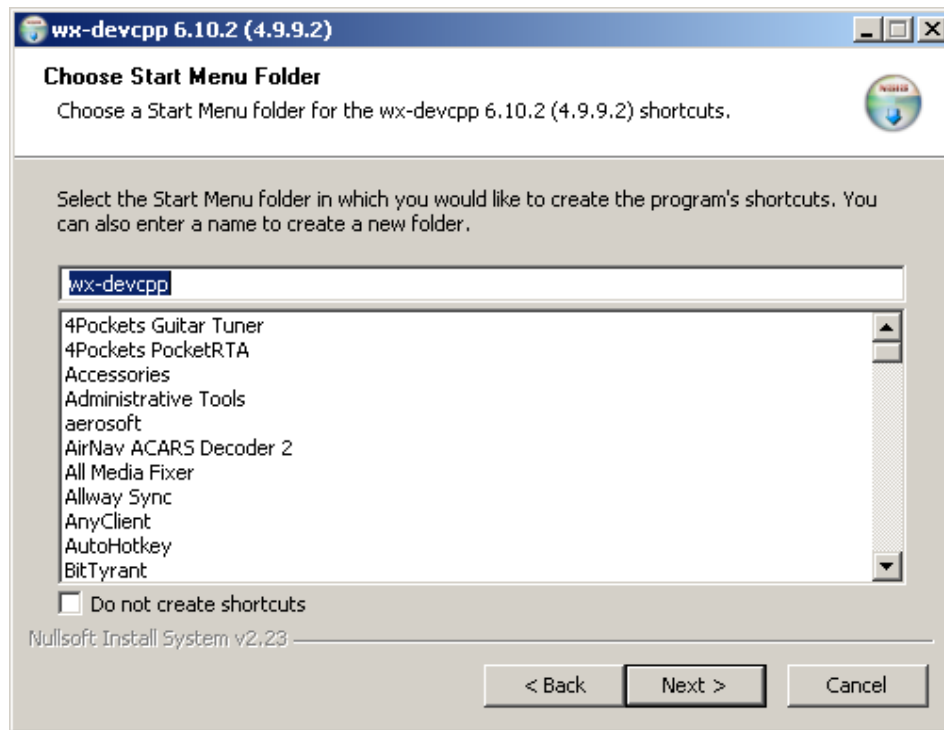 wx-devcpp 6.10.2 (4.9.9.2)
Choose Start Menu Folder
Choose a Start Menu folder for the wx-devcpp 6.10.2 (4.9.9.2) shortcuts.
Select the Start Menu folder in which you would like to create the program's shortcuts. You
can also enter a name to create a new folder.
wx-devcpp
4Pockets Guitar Tuner
4Pockets PocketRTA
Accessories
Administrative Tools
aerosoft
AirNav ACARS Decoder 2
All Media Fixer
Allway Sync
AnyClient
AutoHotkey
BitTyrant
Do not create shortcuts
Nullsoft Install System v2.23
< Back
Next >
Cancel